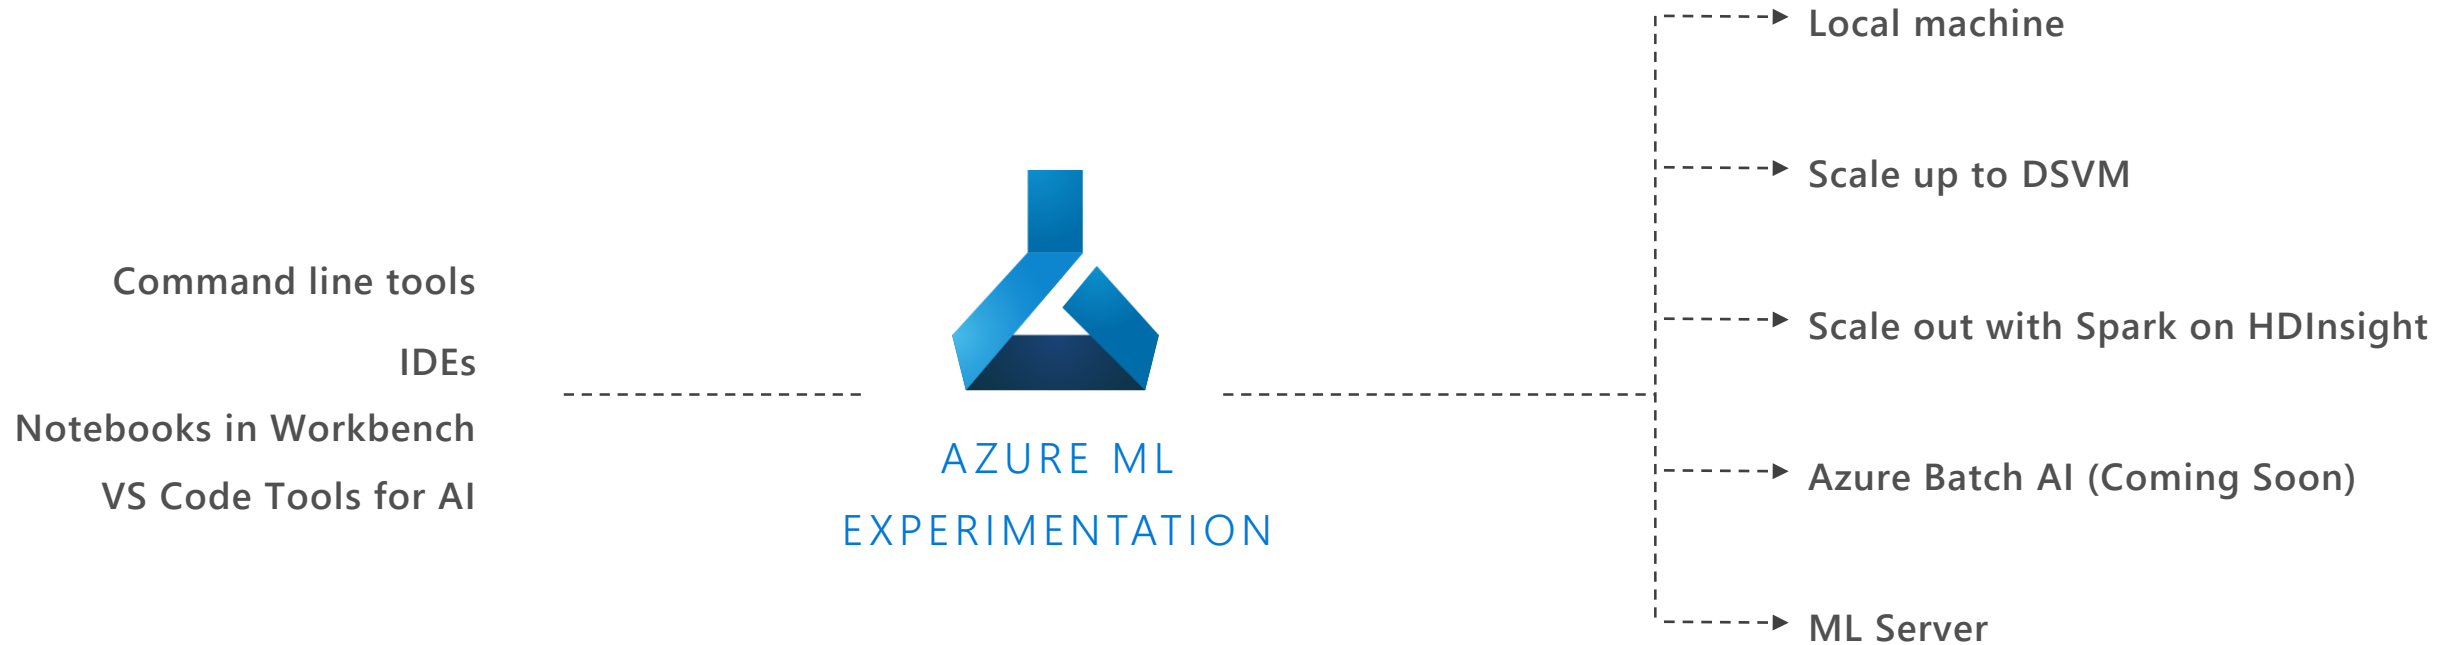 Command line tools
IDEs
Notebooks in Workbench
VS Code Tools for AI
AZURE ML
EXPERIMENTATION
Local machine
Scale up to DSVM
Scale out with Spark on HDInsight
Azure Batch AI (Coming Soon)
ML Server